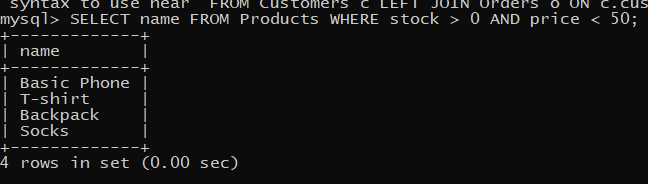 syntax to use near 'FROM Customers c LEFT JOIN Orders o ON c.cus
mysql> SELECT name FROM Products WHERE stock > 0 AND price < 50;
+-------------+
| name        |
+-------------+
| Basic Phone |
| T-shirt     |
| Backpack    |
| Socks       |
+-------------+
4 rows in set (0.00 sec)